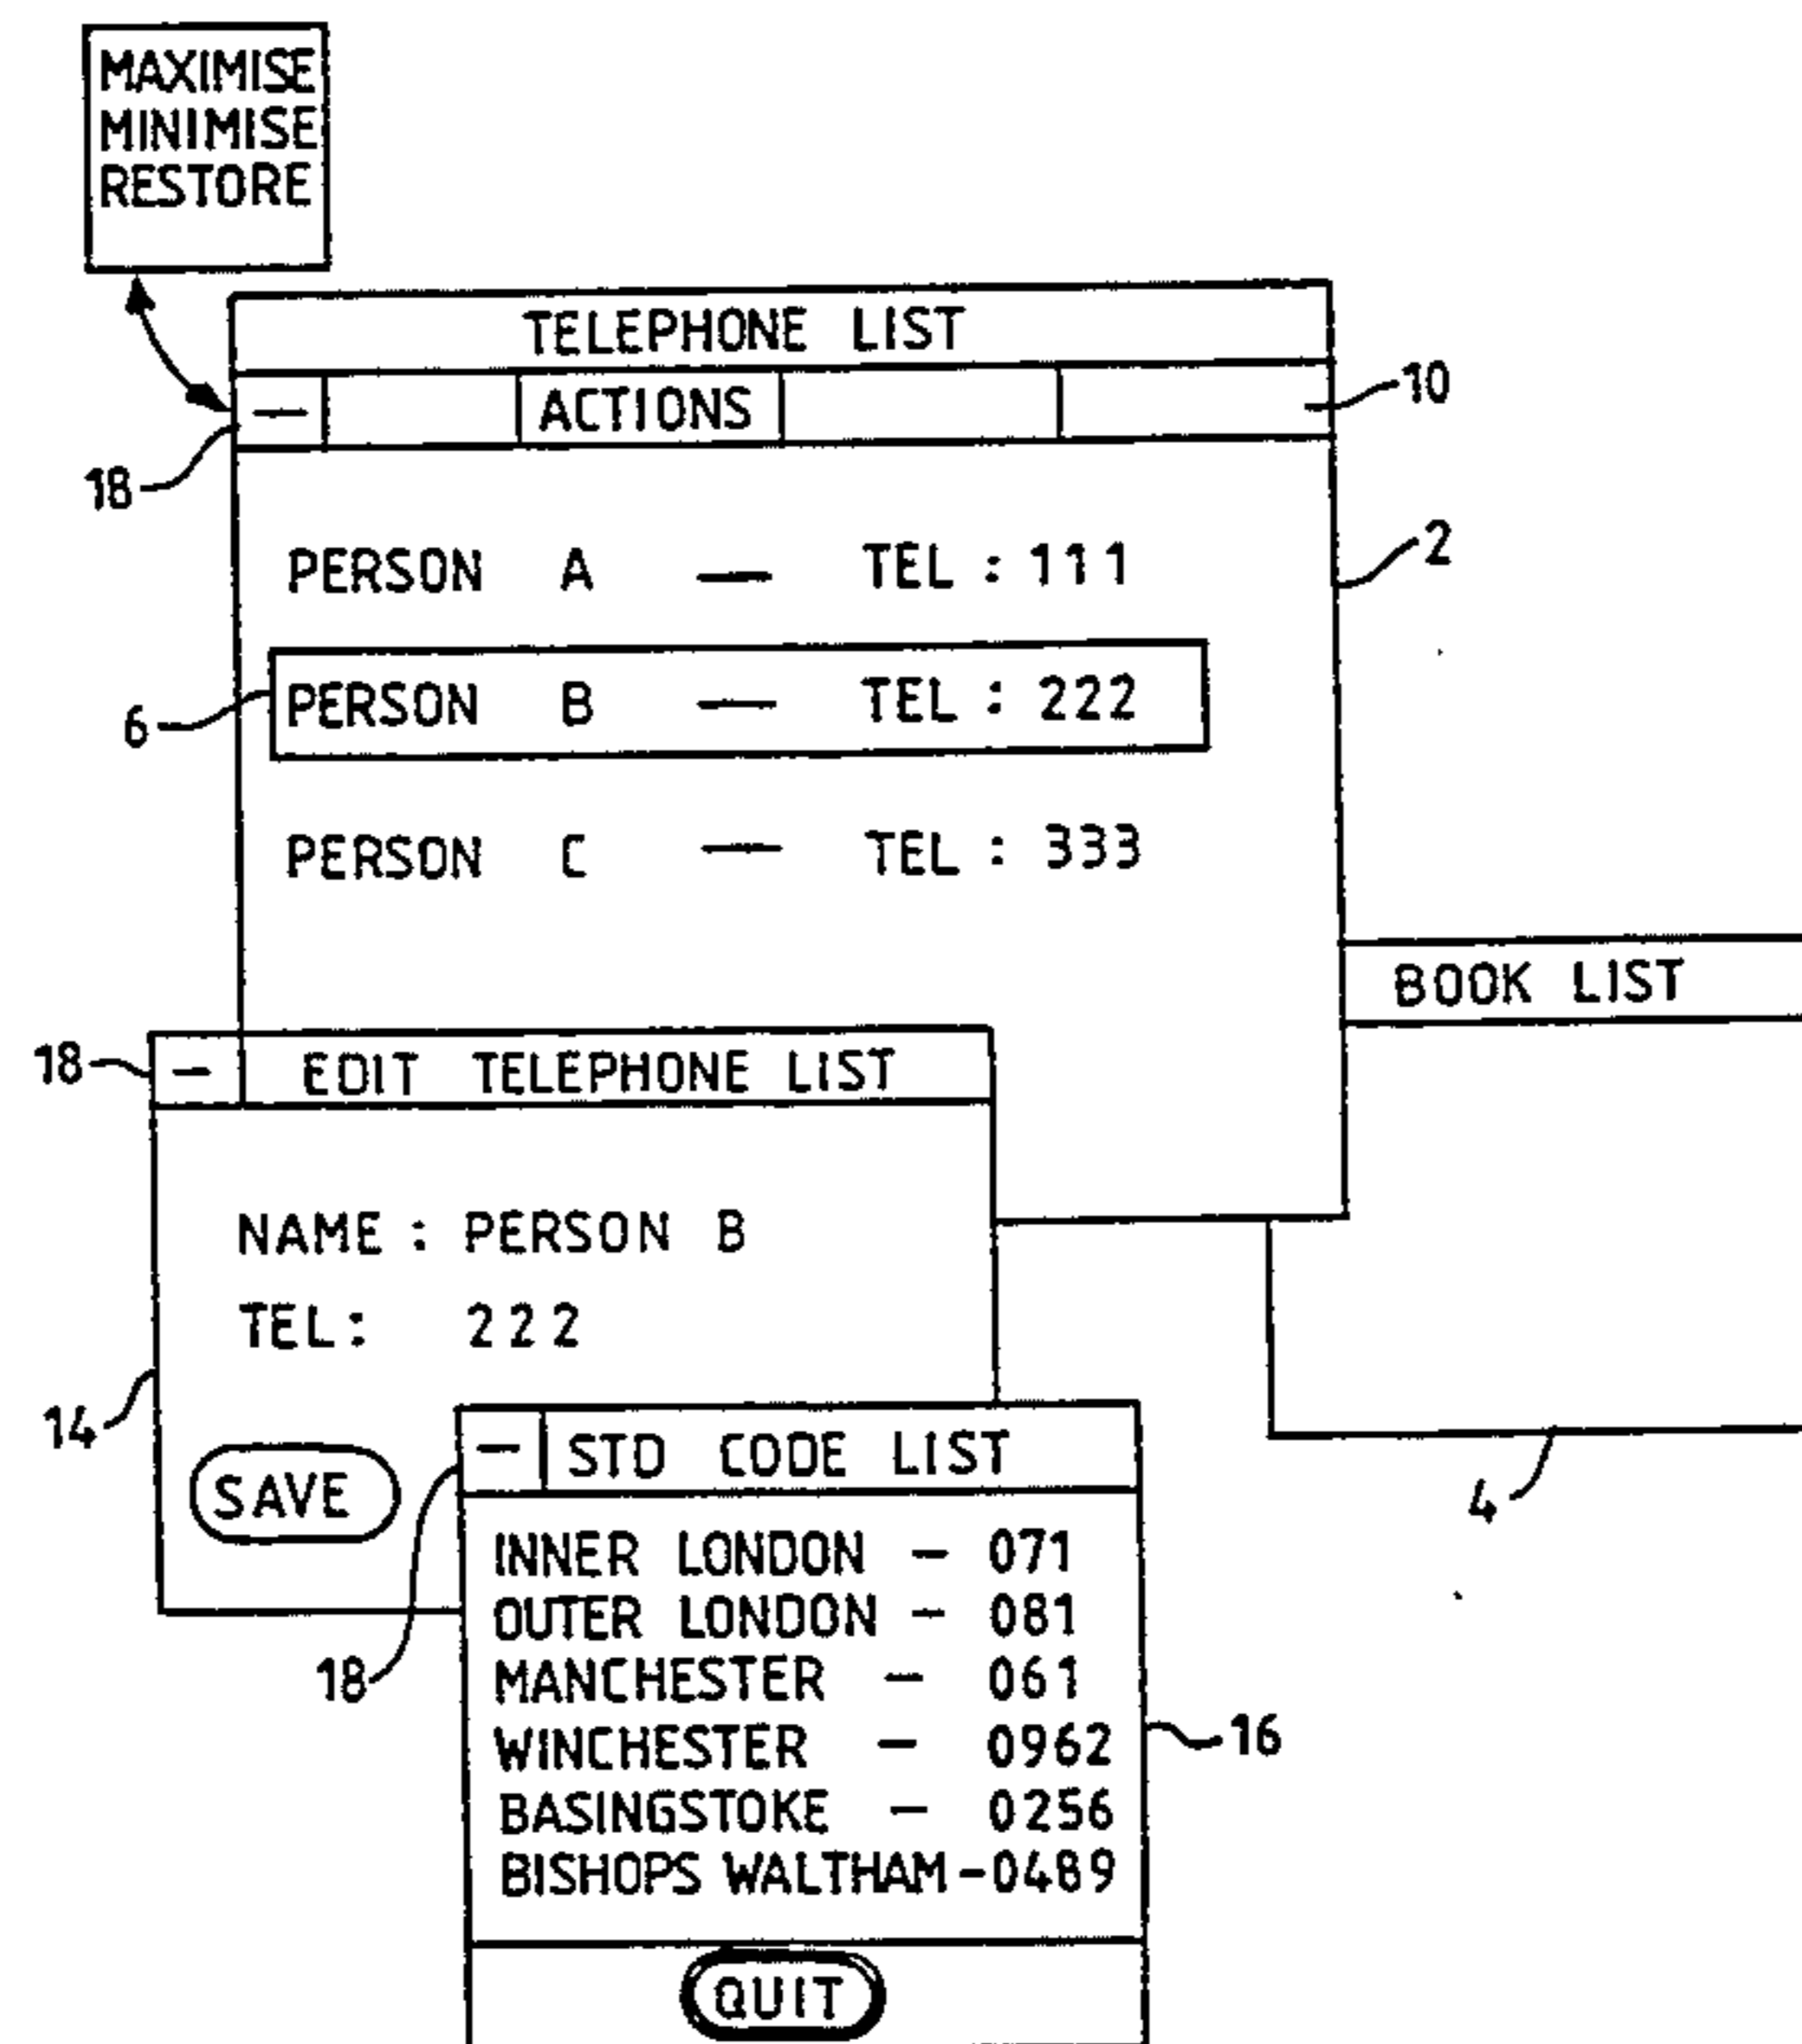 MAXIMISE
MINIMISE
RESTORE
TELEPHONE LIST
— ACTIONS
10
18
PERSON A — TEL : 111
2
PERSON B — TEL : 222
6
PERSON C — TEL : 333
BOOK LIST
18
— EDIT TELEPHONE LIST
NAME : PERSON B
TEL: 222
14
— STD CODE LIST
4
SAVE
INNER LONDON — 071
OUTER LONDON — 081
18
MANCHESTER — 061
WINCHESTER — 0962
16
BASINGSTOKE — 0256
BISHOPS WALTHAM -0489
QUIT